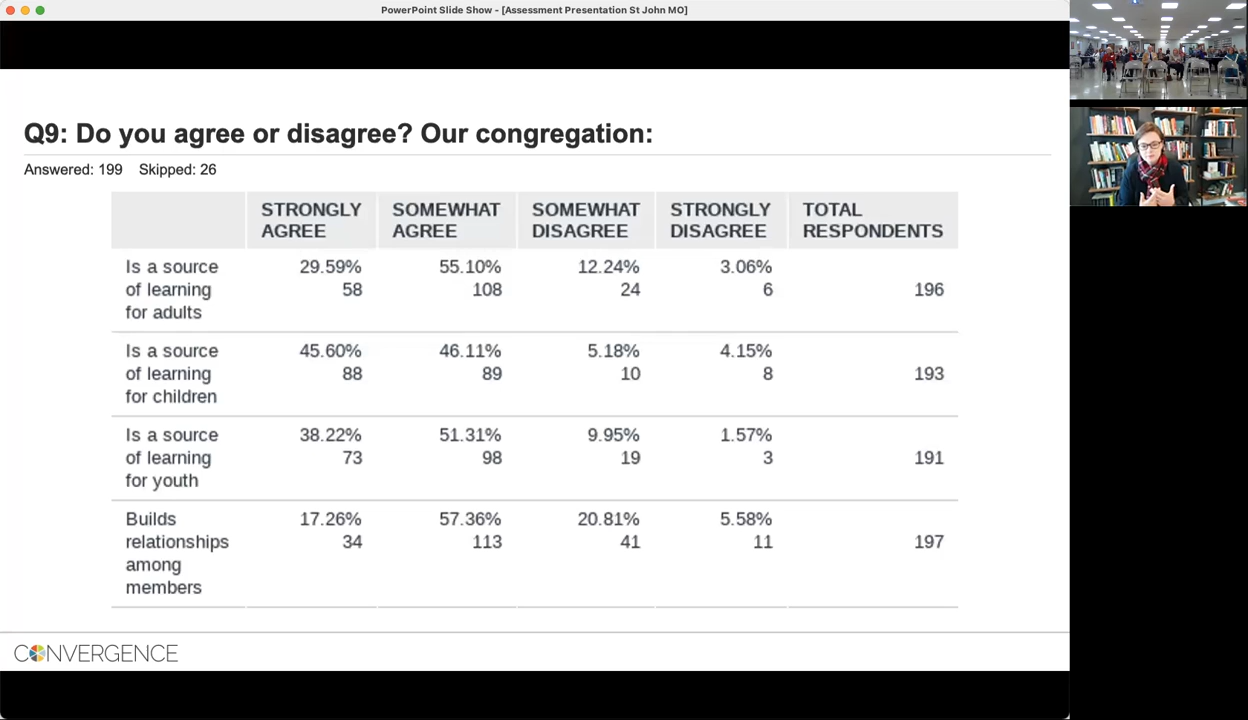 PowerPoint Slide Show - [Assessment Presentation St John MO]
Q9: Do you agree or disagree? Our congregation:
Answered: 199 Skipped: 26
STRONGLY AGREE SOMEWHAT AGREE SOMEWHAT DISAGREE STRONGLY DISAGREE TOTAL RESPONDENTS
Is a source 29.59% 55.10% 12.24% 3.06%
of learning 58 108 24 6 196
for adults
Is a source 45.60% 46.11% 5.18% 4.15%
of learning 88 89 10 8 193
for children
Is a source 38.22% 51.31% 9.95% 1.57%
of learning 73 98 19 3 191
for youth
Builds 17.26% 57.36% 20.81% 5.58%
relationships 34 113 41 11 197
among
members
CONVERGENCE